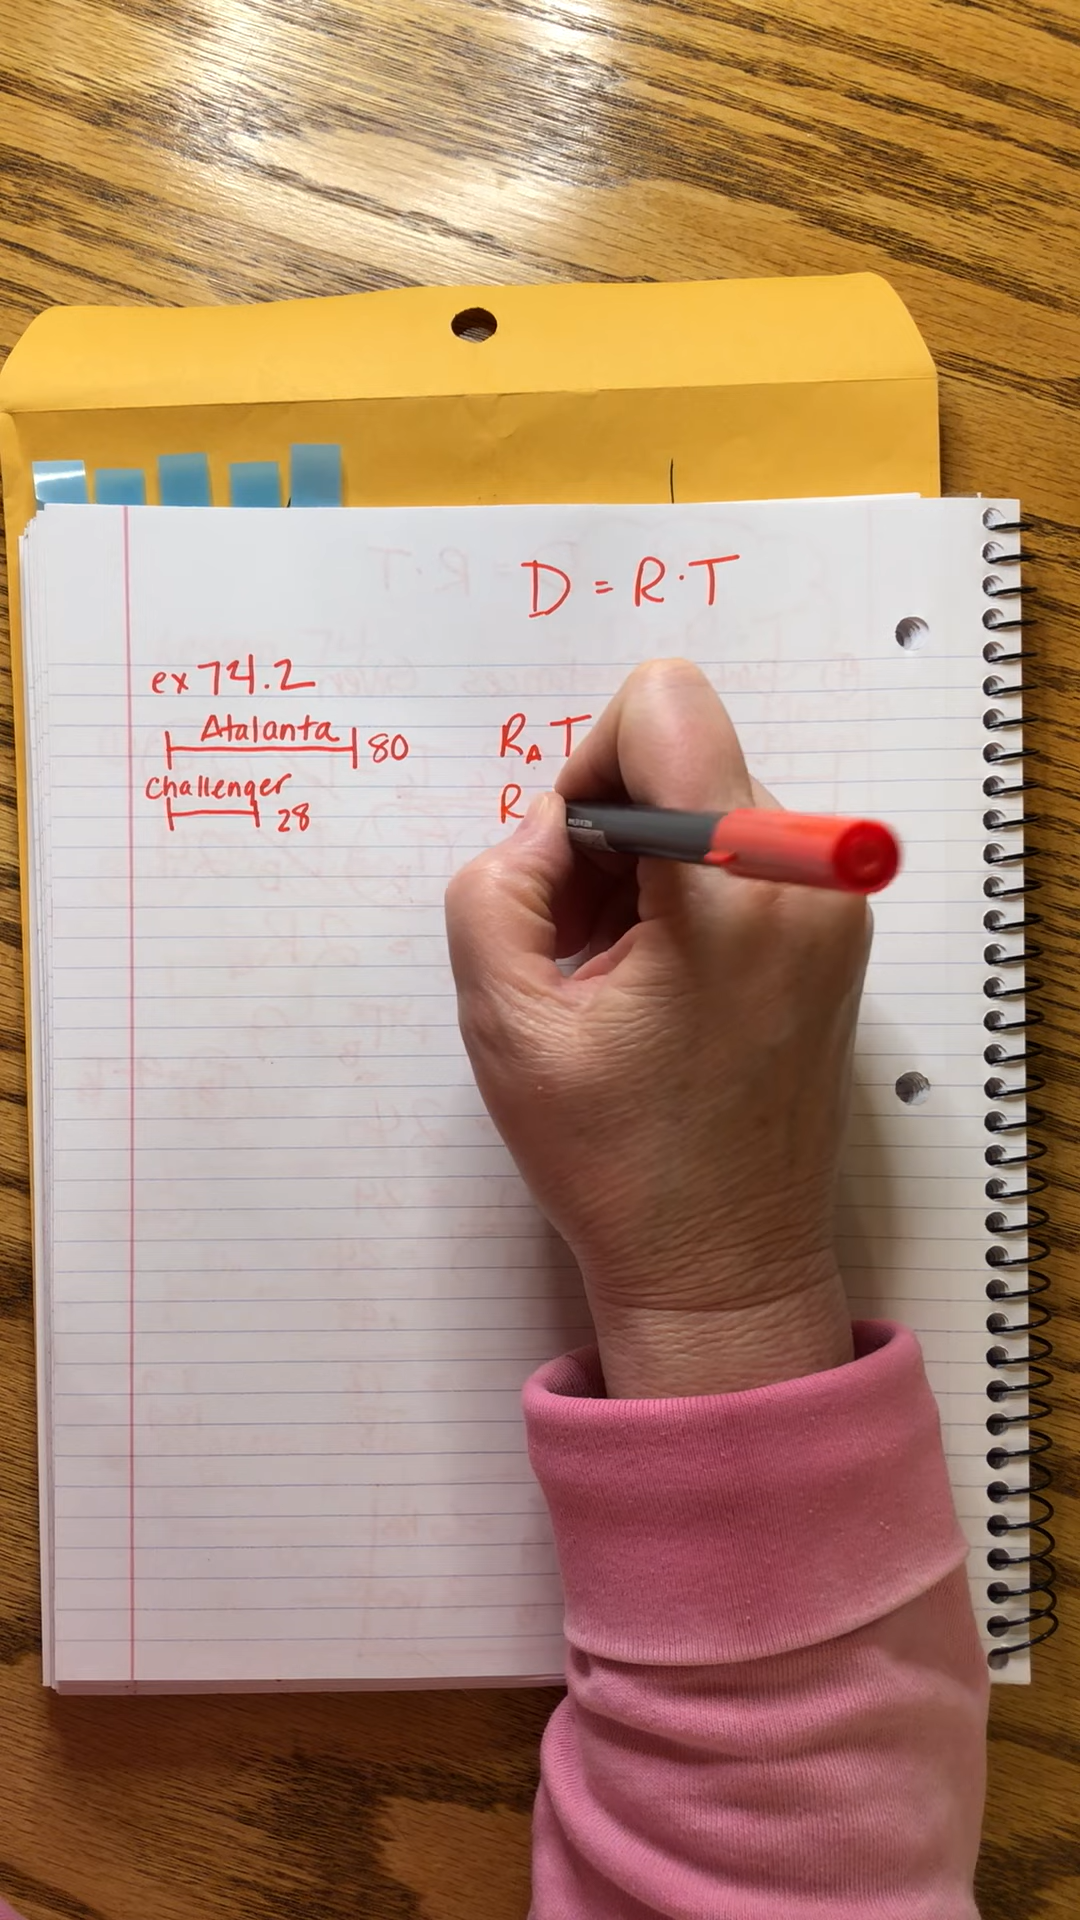 D = R·T
ex 74.2
Atalanta
80
R_A T
Challenger
28
R